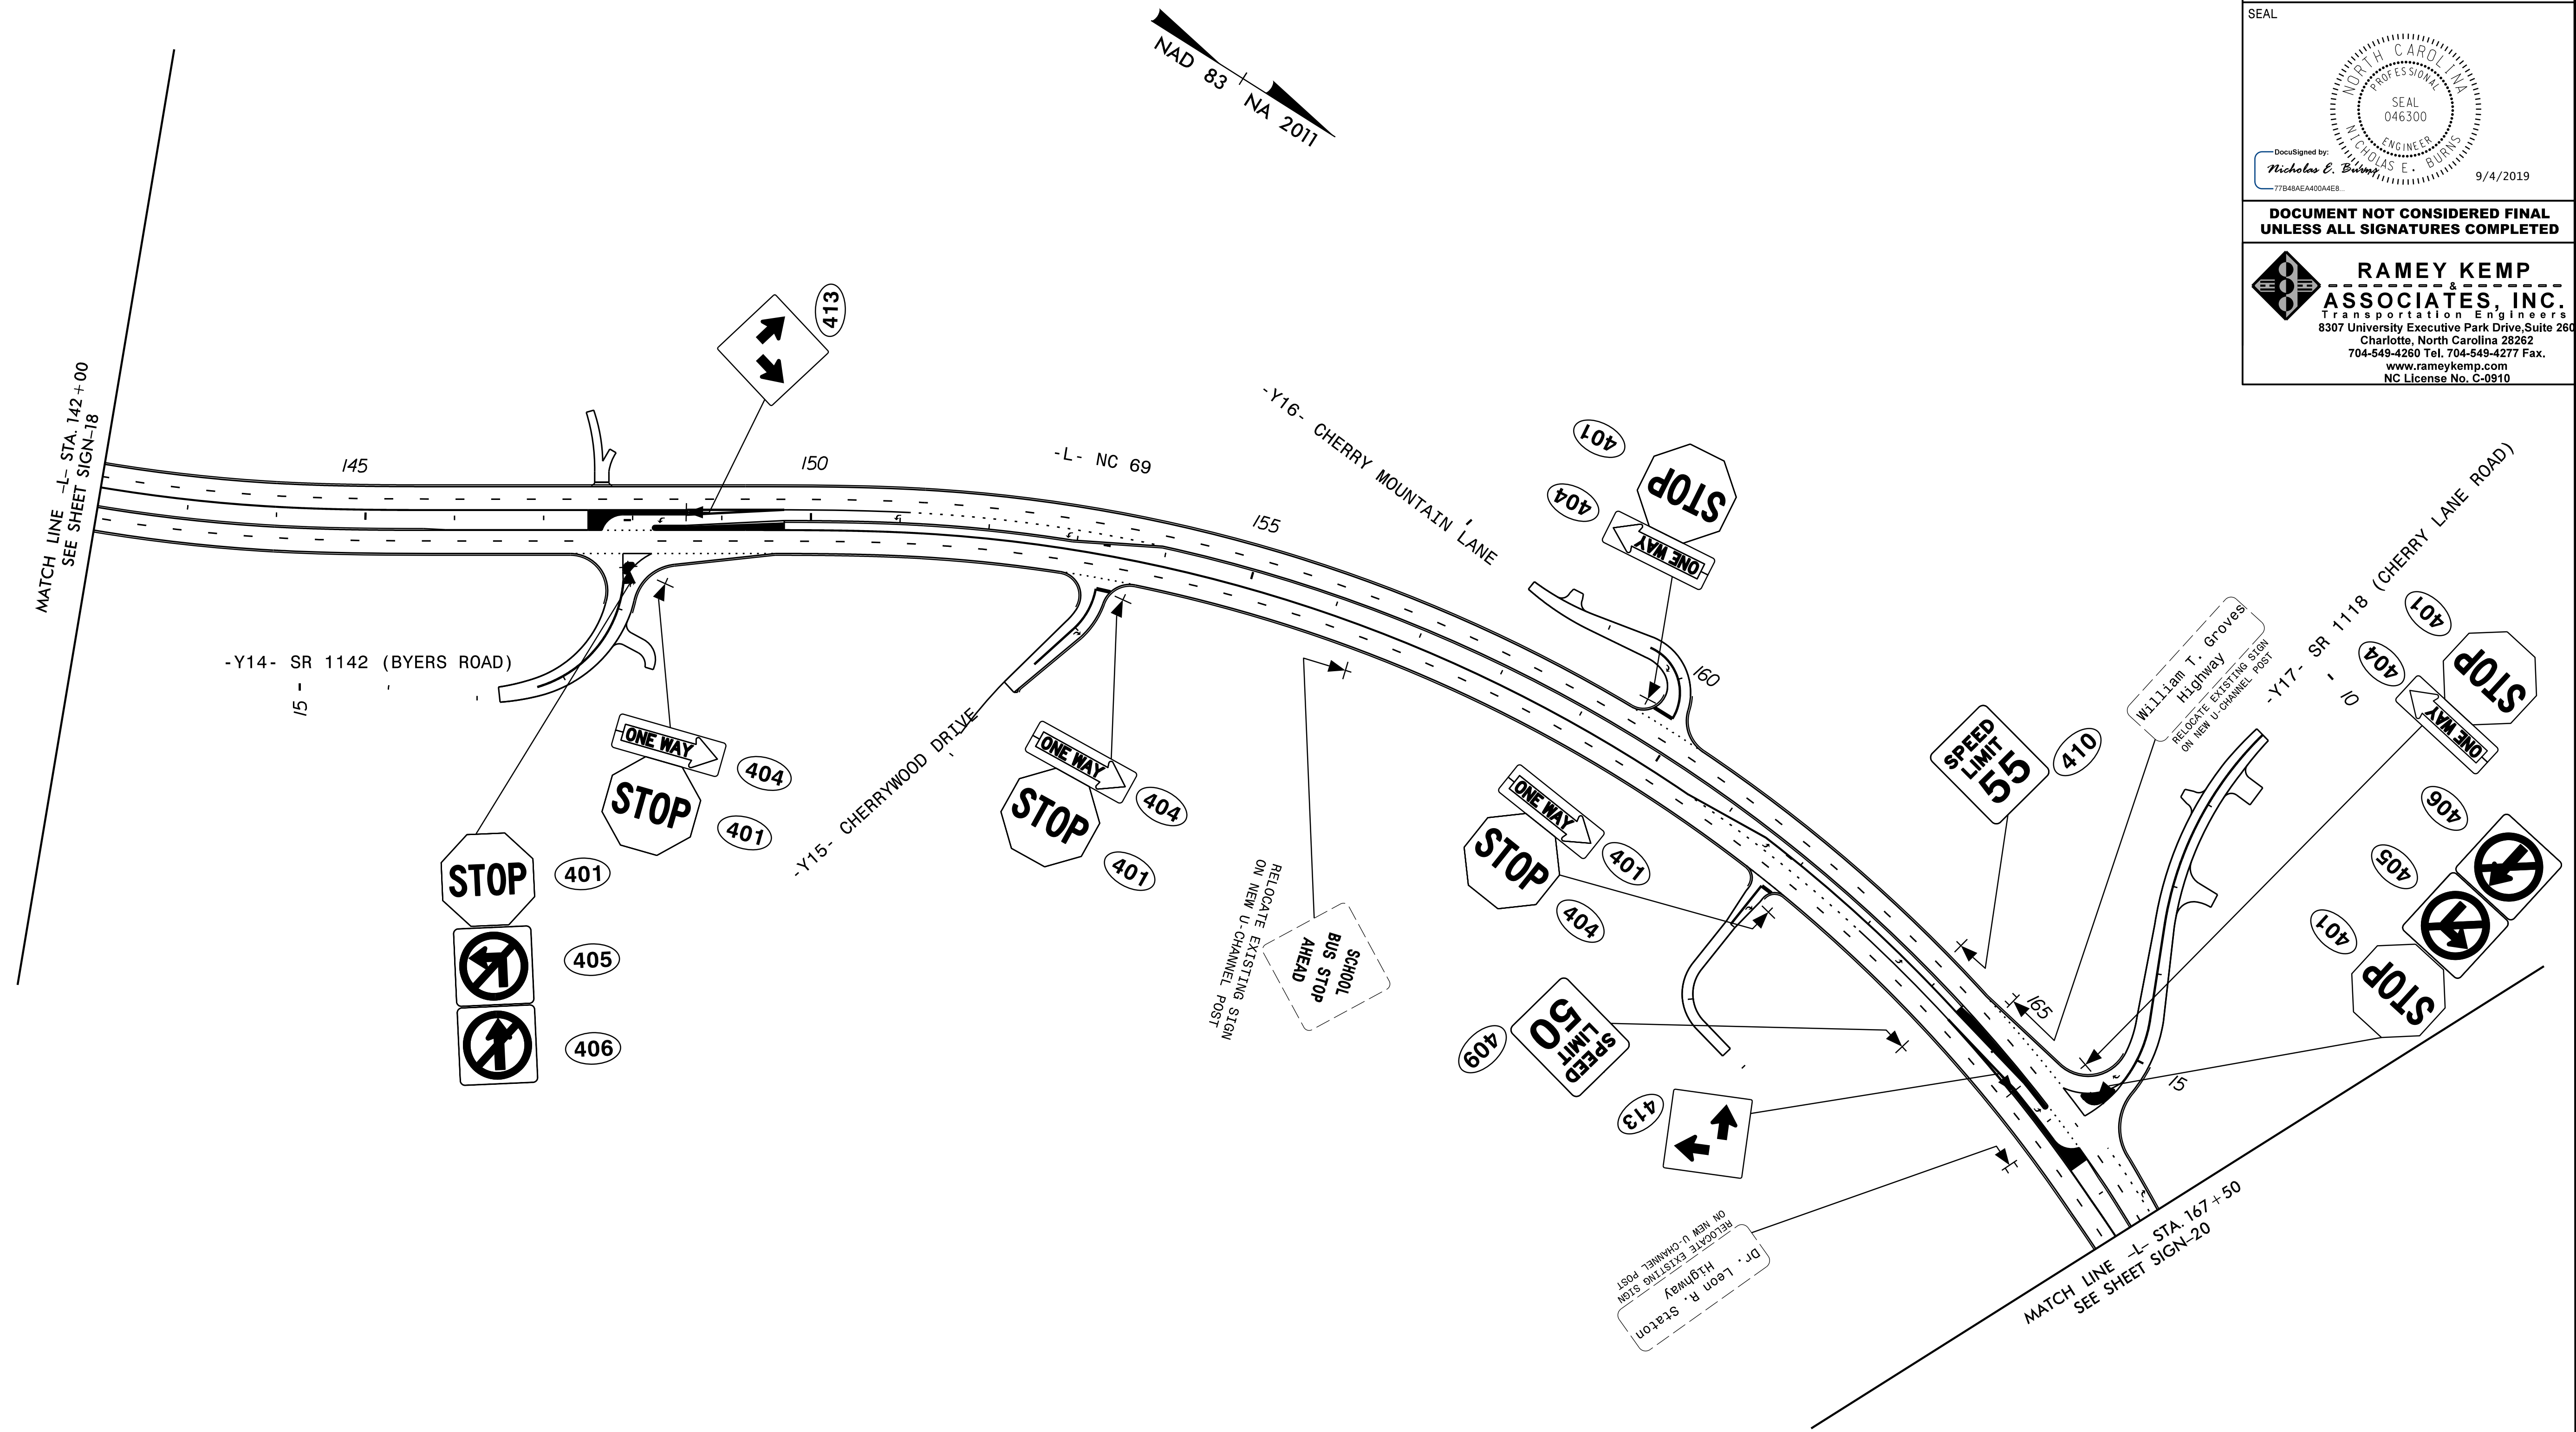 SEAL
NORTH CAROLINA
PROFESSIONAL
SEAL
046300
ENGINEER
NICHOLAS E. BURNS
DocuSigned by:
Nicholas E. Burns
77B48AEA400A4E8...
9/4/2019
DOCUMENT NOT CONSIDERED FINAL
UNLESS ALL SIGNATURES COMPLETED
RAMEY KEMP
&
ASSOCIATES, INC.
Transportation Engineers
8307 University Executive Park Drive,Suite 260
Charlotte, North Carolina 28262
704-549-4260 Tel. 704-549-4277 Fax.
www.rameykemp.com
NC License No. C-0910
NAD 83
NA 2011
MATCH LINE -L- STA. 142+00
SEE SHEET SIGN-18
145
150
-L- NC 69
155
160
165
413
-Y14- SR 1142 (BYERS ROAD)
15
ONE WAY
404
STOP
401
STOP
401
405
406
-Y15- CHERRYWOOD DRIVE
ONE WAY
404
STOP
401
-Y16- CHERRY MOUNTAIN LANE
401
STOP
404
ONE WAY
RELOCATE EXISTING SIGN
ON NEW U-CHANNEL POST
SCHOOL
BUS STOP
AHEAD
ONE WAY
401
STOP
404
SPEED
LIMIT
50
409
413
SPEED
LIMIT
55
410
William T. Groves
Highway
RELOCATE EXISTING SIGN
ON NEW U-CHANNEL POST
-Y17- SR 1118 (CHERRY LANE ROAD)
10
15
401
STOP
404
ONE WAY
406
405
401
STOP
Dr. Leon R. Staton
Highway
RELOCATE EXISTING SIGN
ON NEW U-CHANNEL POST
MATCH LINE -L- STA. 167+50
SEE SHEET SIGN-20